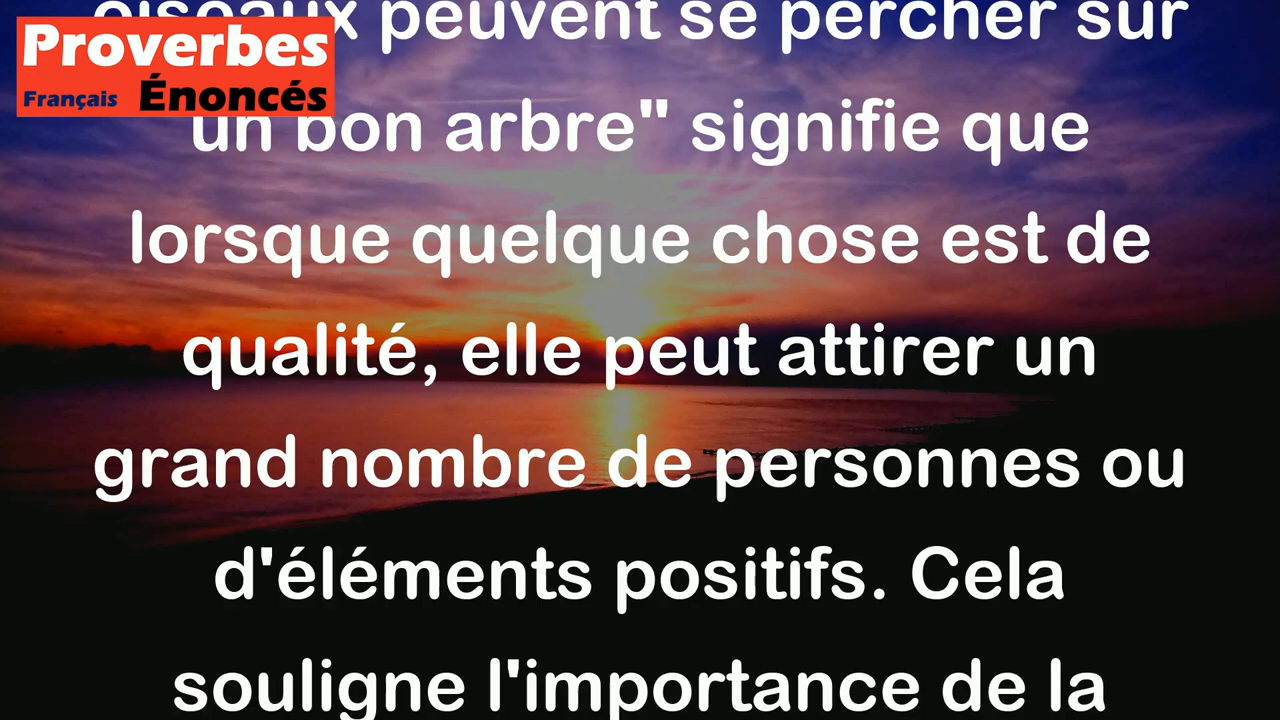 Proverbes
Français Énoncés
peuvent se percher sur
un bon arbre" signifie que
lorsque quelque chose est de
qualité, elle peut attirer un
grand nombre de personnes ou
d'éléments positifs. Cela
souligne l'importance de la